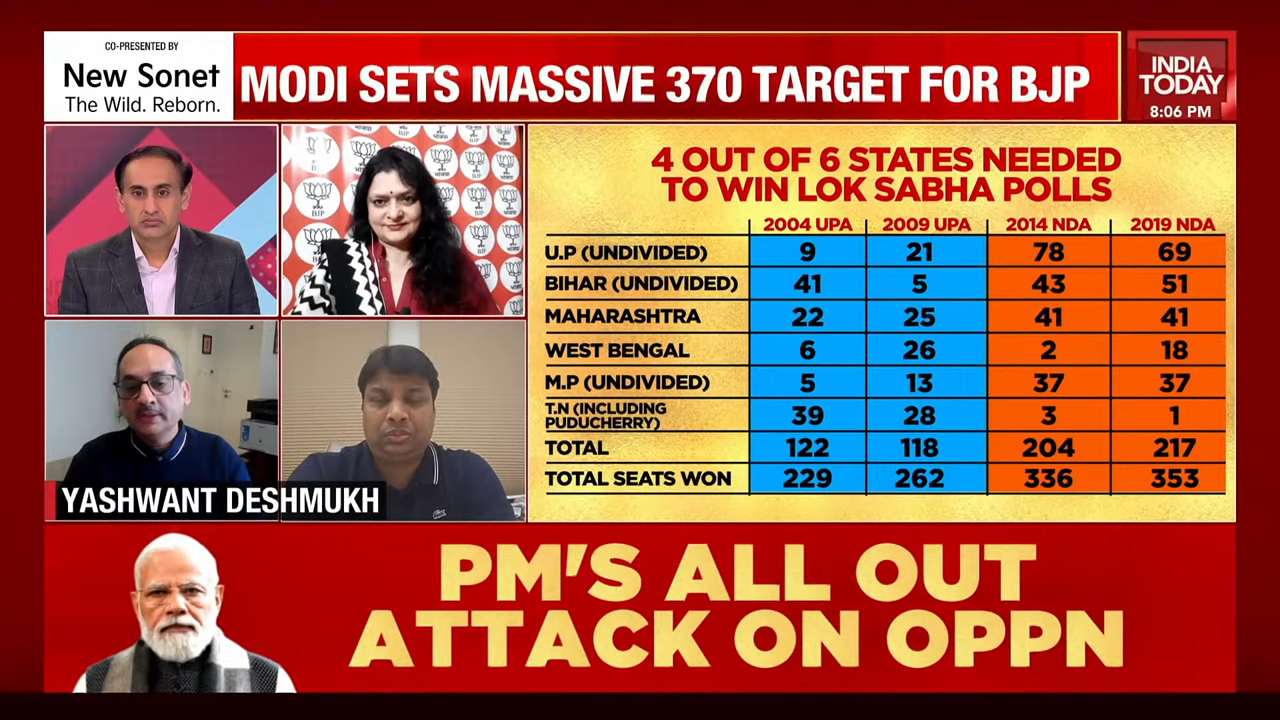 CO-PRESENTED BY
New Sonet
The Wild. Reborn.
MODI SETS MASSIVE 370 TARGET FOR BJP
INDIA
TODAY
8:06 PM
4 OUT OF 6 STATES NEEDED
TO WIN LOK SABHA POLLS
2004 UPA 2009 UPA 2014 NDA 2019 NDA
U.P (UNDIVIDED) 9 21 78 69
BIHAR (UNDIVIDED) 41 5 43 51
MAHARASHTRA 22 25 41 41
WEST BENGAL 6 26 2 18
M.P (UNDIVIDED) 5 13 37 37
T.N (INCLUDING
PUDUCHERRY) 39 28 3 1
TOTAL 122 118 204 217
TOTAL SEATS WON 229 262 336 353
YASHWANT DESHMUKH
PM'S ALL OUT
ATTACK ON OPPN